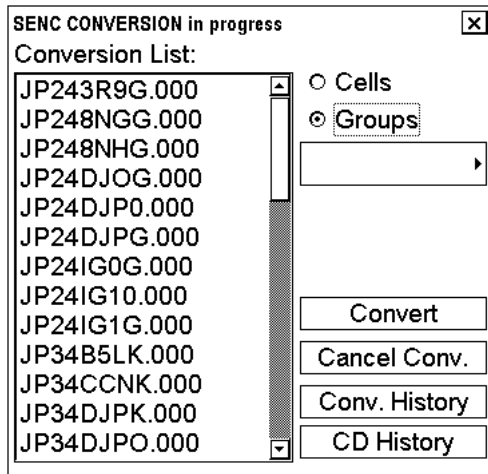 SENC CONVERSION in progress
Conversion List:
JP243R9G.000
JP248NGG.000
JP248NHG.000
JP24DJOG.000
JP24DJP0.000
JP24DJPG.000
JP24IG0G.000
JP24IG10.000
JP24IG1G.000
JP34B5LK.000
JP34CCNK.000
JP34DJPK.000
JP34DJPO.000
Cells
Groups
Convert
Cancel Conv.
Conv. History
CD History